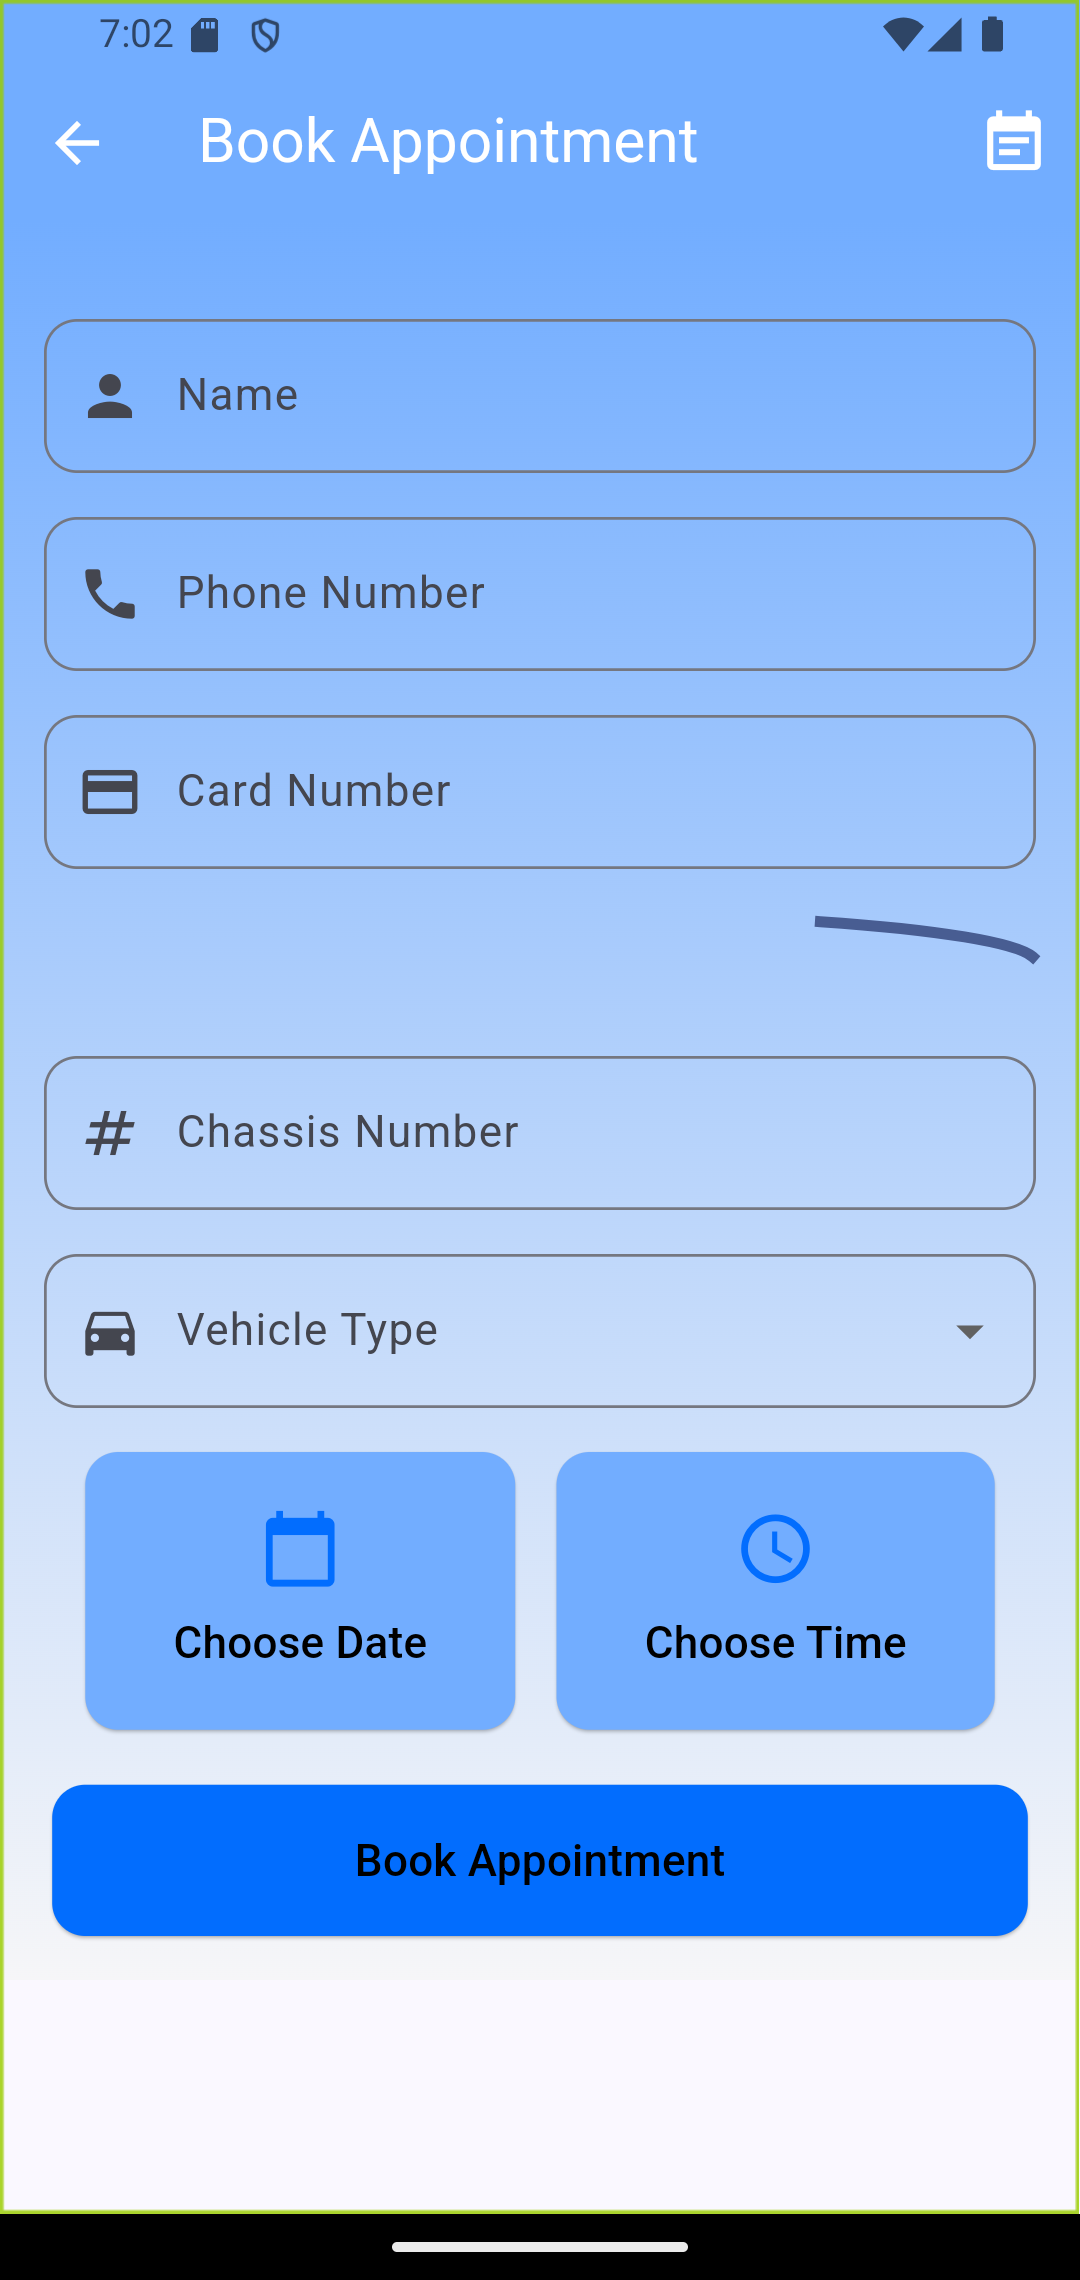 7:02
Book Appointment
Name
Phone Number
Card Number
# Chassis Number
Vehicle Type
Choose Date Choose Time
Book Appointment